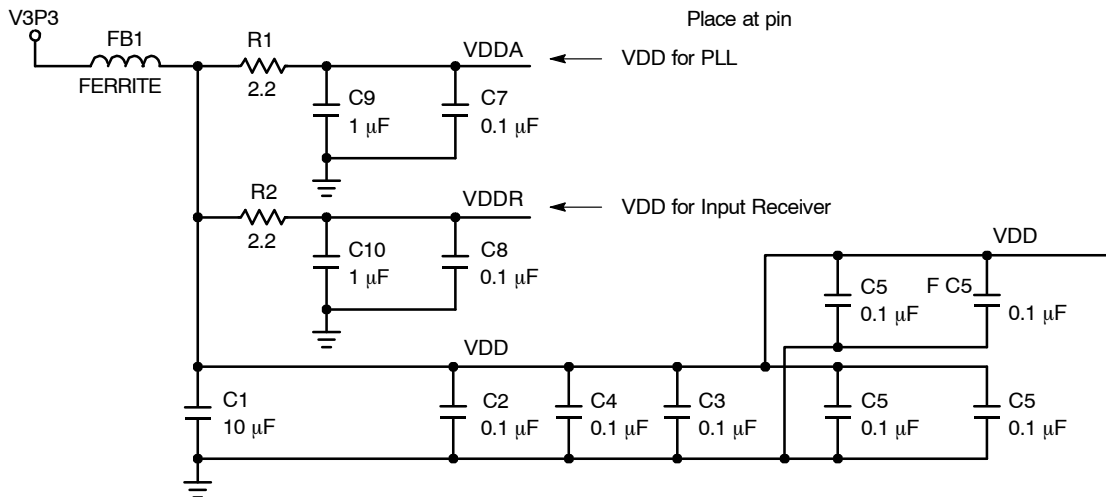 V3P3
Place at pin
FB1
R1
VDDA
VDD for PLL
FERRITE
2.2
C9
1 μF
C7
0.1 μF
R2
VDDR
VDD for Input Receiver
2.2
C10
1 μF
C8
0.1 μF
VDD
C5
0.1 μF
F C5
0.1 μF
VDD
C1
10 μF
C2
0.1 μF
C4
0.1 μF
C3
0.1 μF
C5
0.1 μF
C5
0.1 μF